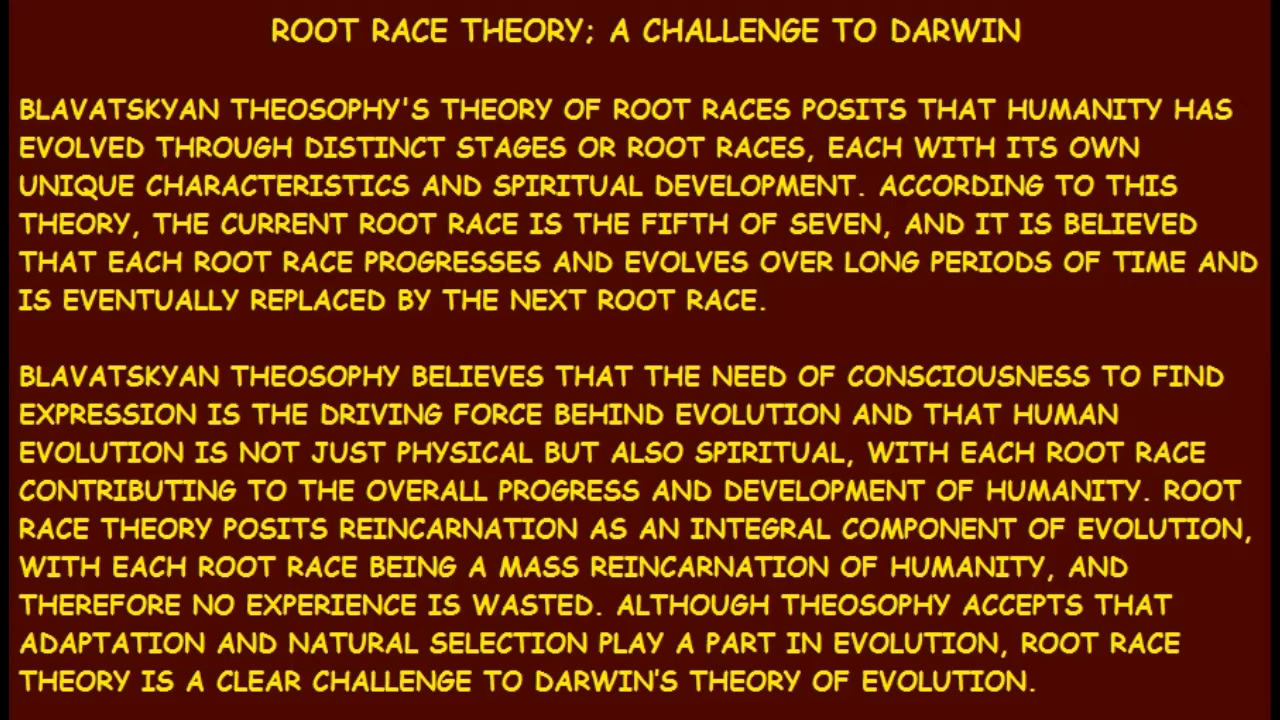 ROOT RACE THEORY; A CHALLENGE TO DARWIN
BLAVATSKYAN THEOSOPHY'S THEORY OF ROOT RACES POSITS THAT HUMANITY HAS
EVOLVED THROUGH DISTINCT STAGES OR ROOT RACES, EACH WITH ITS OWN
UNIQUE CHARACTERISTICS AND SPIRITUAL DEVELOPMENT. ACCORDING TO THIS
THEORY, THE CURRENT ROOT RACE IS THE FIFTH OF SEVEN, AND IT IS BELIEVED
THAT EACH ROOT RACE PROGRESSES AND EVOLVES OVER LONG PERIODS OF TIME AND
IS EVENTUALLY REPLACED BY THE NEXT ROOT RACE.
BLAVATSKYAN THEOSOPHY BELIEVES THAT THE NEED OF CONSCIOUSNESS TO FIND
EXPRESSION IS THE DRIVING FORCE BEHIND EVOLUTION AND THAT HUMAN
EVOLUTION IS NOT JUST PHYSICAL BUT ALSO SPIRITUAL, WITH EACH ROOT RACE
CONTRIBUTING TO THE OVERALL PROGRESS AND DEVELOPMENT OF HUMANITY. ROOT
RACE THEORY POSITS REINCARNATION AS AN INTEGRAL COMPONENT OF EVOLUTION,
WITH EACH ROOT RACE BEING A MASS REINCARNATION OF HUMANITY, AND
THEREFORE NO EXPERIENCE IS WASTED. ALTHOUGH THEOSOPHY ACCEPTS THAT
ADAPTATION AND NATURAL SELECTION PLAY A PART IN EVOLUTION, ROOT RACE
THEORY IS A CLEAR CHALLENGE TO DARWIN'S THEORY OF EVOLUTION.